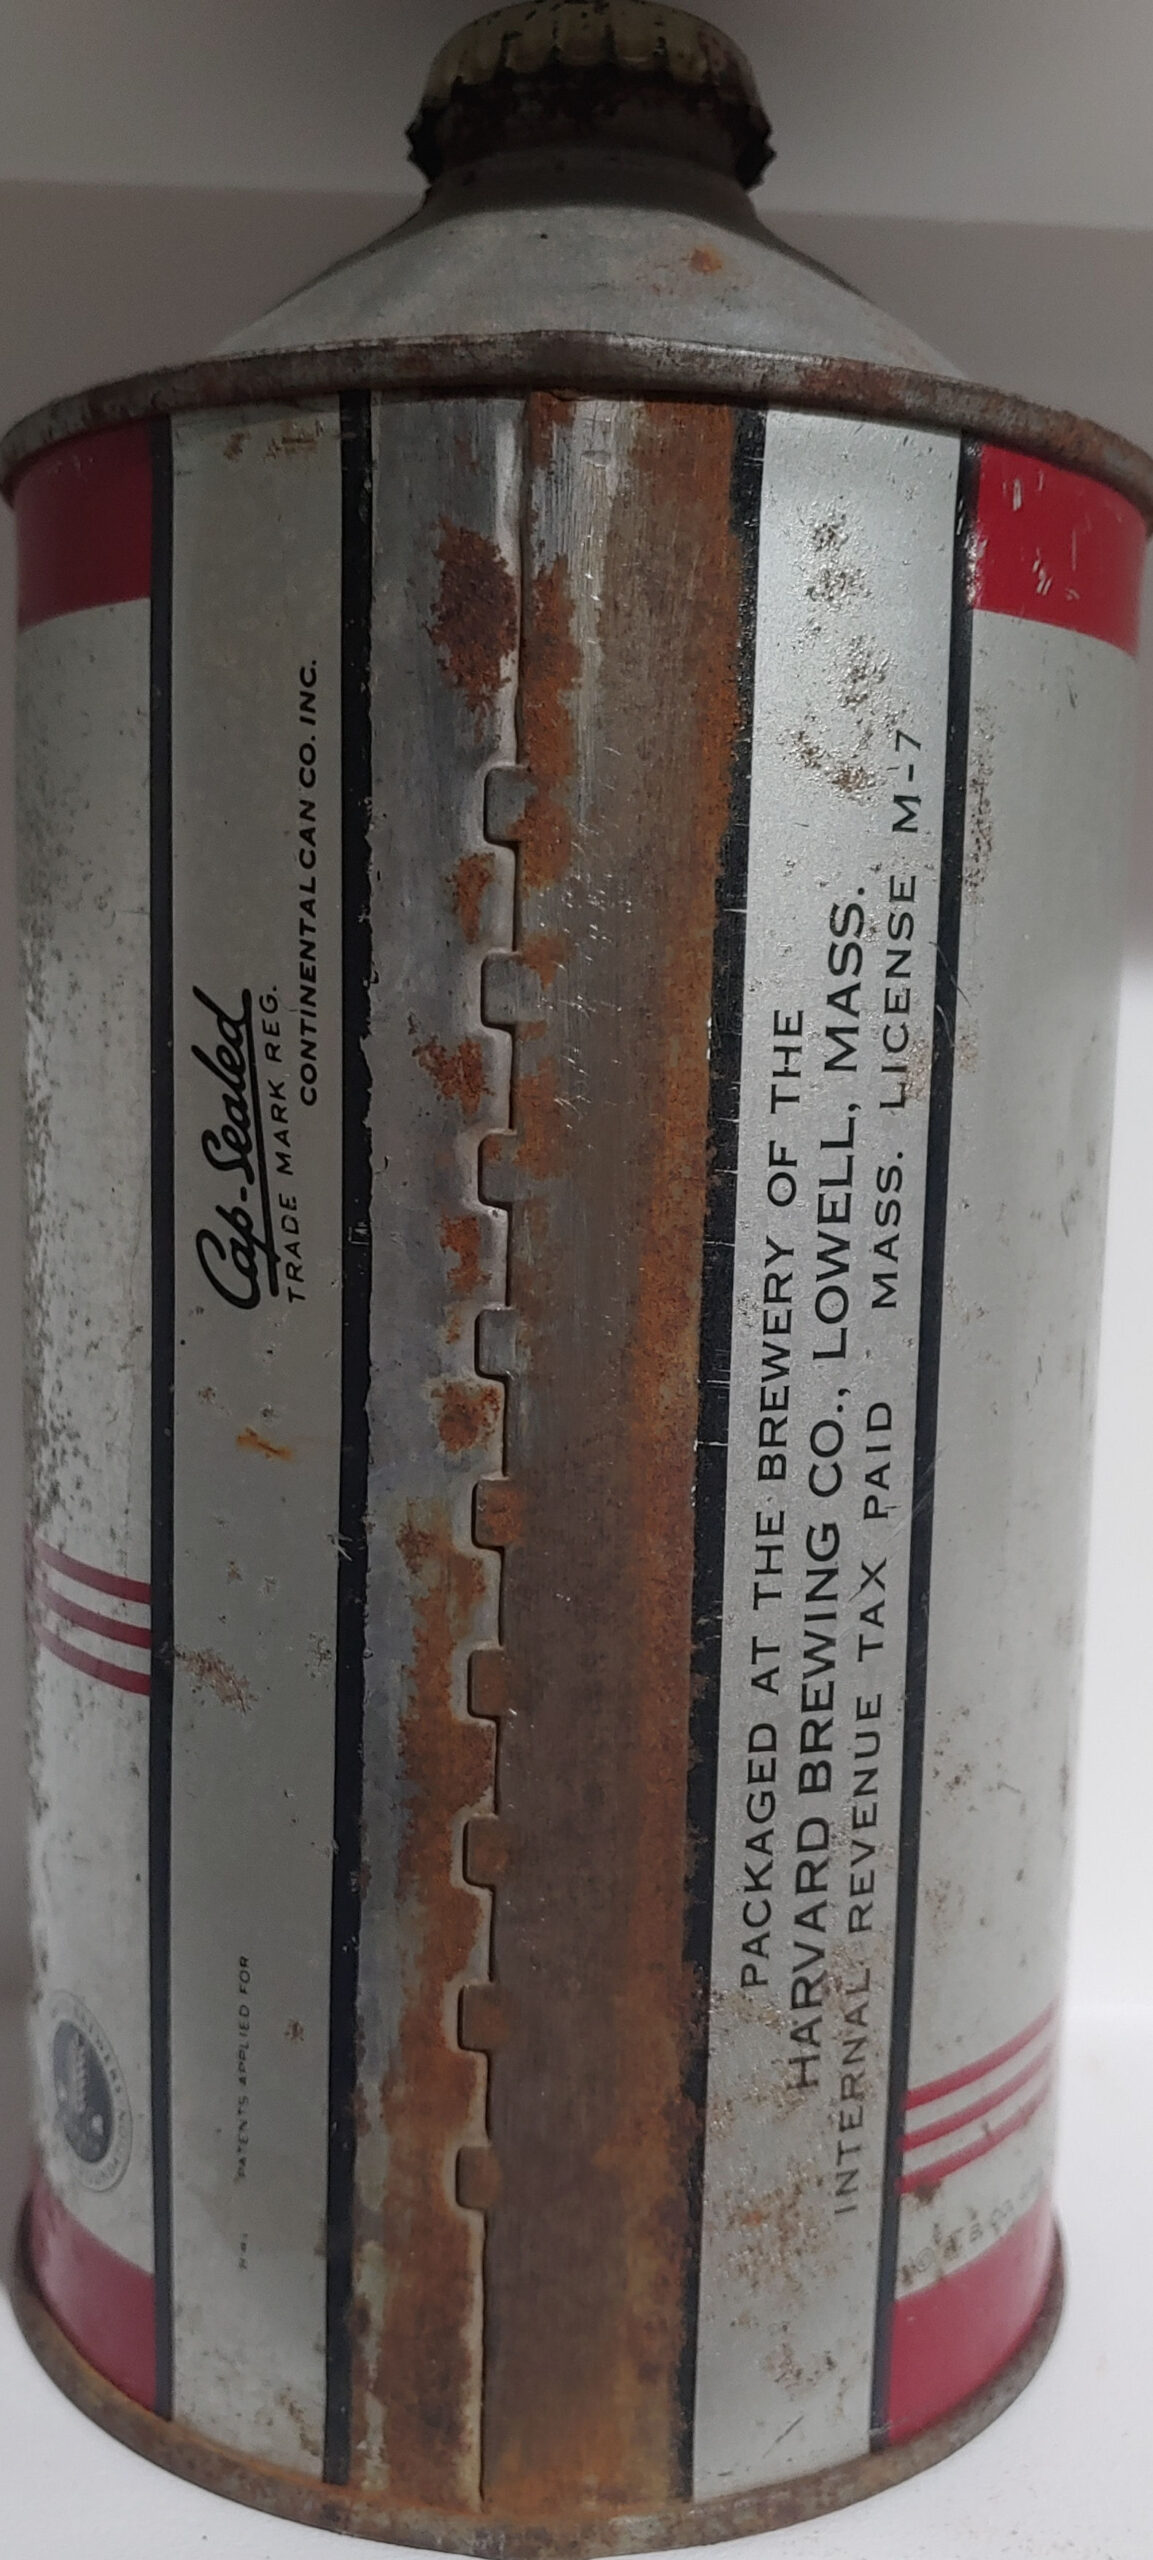 Cap-Sealed
TRADE MARK REG.
CONTINENTAL CAN CO. INC.
PATENTS APPLIED FOR
PACKAGED AT THE BREWERY OF THE
HARVARD BREWING CO., LOWELL, MASS.
INTERNAL REVENUE TAX PAID MASS. LICENSE M-7